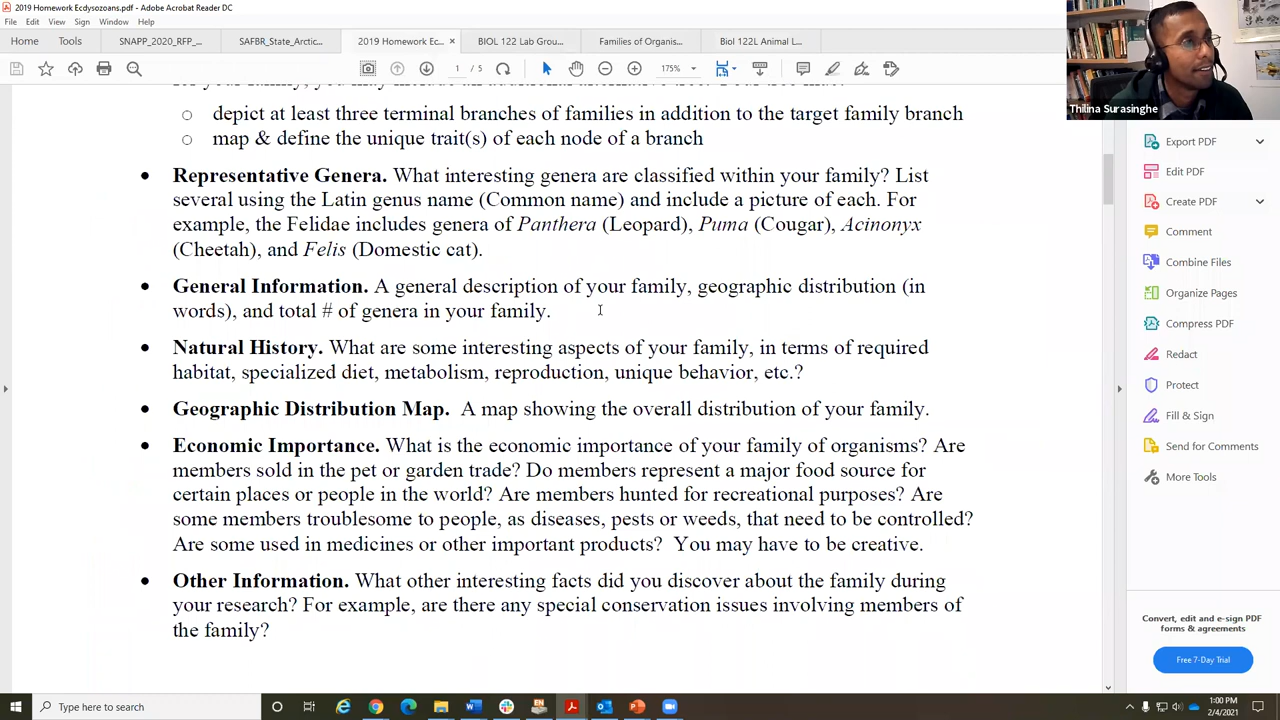 2019 Homework Ecdysozoans.pdf - Adobe Acrobat Reader DC
File Edit View Sign Window Help
Home Tools SNAPP_2020_RFP_... SAFBR_State_Arctic... 2019 Homework Ec... × BIOL 122 Lab Grou... Families of Organis... Biol 122L Animal L...
/ 5 175%
Thilina Surasinghe
depict at least three terminal branches of families in addition to the target family branch
map & define the unique trait(s) of each node of a branch
Representative Genera. What interesting genera are classified within your family? List
several using the Latin genus name (Common name) and include a picture of each. For
example, the Felidae includes genera of Panthera (Leopard), Puma (Cougar), Acinonyx
(Cheetah), and Felis (Domestic cat).
General Information. A general description of your family, geographic distribution (in
words), and total # of genera in your family.
Natural History. What are some interesting aspects of your family, in terms of required
habitat, specialized diet, metabolism, reproduction, unique behavior, etc.?
Geographic Distribution Map. A map showing the overall distribution of your family.
Economic Importance. What is the economic importance of your family of organisms? Are
members sold in the pet or garden trade? Do members represent a major food source for
certain places or people in the world? Are members hunted for recreational purposes? Are
some members troublesome to people, as diseases, pests or weeds, that need to be controlled?
Are some used in medicines or other important products? You may have to be creative.
Other Information. What other interesting facts did you discover about the family during
your research? For example, are there any special conservation issues involving members of
the family?
Export PDF
Edit PDF
Create PDF
Comment
Combine Files
Organize Pages
Compress PDF
Redact
Protect
Fill & Sign
Send for Comments
More Tools
Convert, edit and e-sign PDF
forms & agreements
Free 7-Day Trial
Type here to search
1:00 PM
2/4/2021